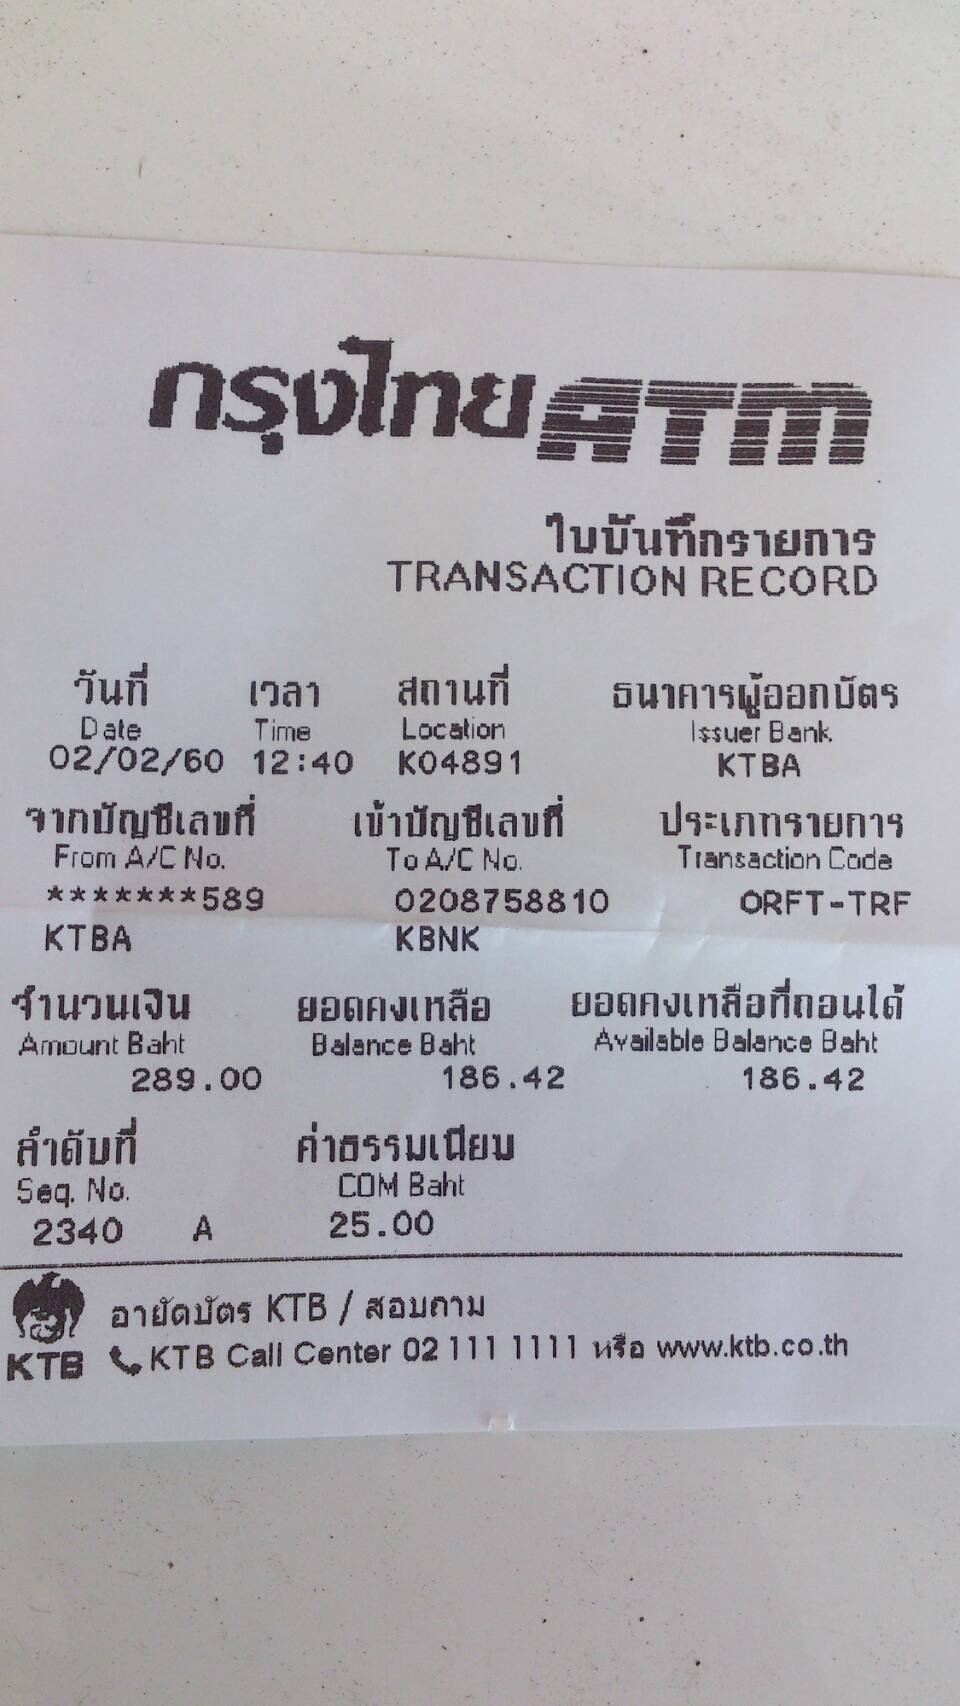 กรุงไทย ATM
ใบบันทึกรายการ
TRANSACTION RECORD
วันที่ เวลา สถานที่ ธนาคารผู้ออกบัตร
Date Time Location Issuer Bank
02/02/60 12:40 K04891 KTBA
จากบัญชีเลขที่ เข้าบัญชีเลขที่ ประเภทรายการ
From A/C No. To A/C No. Transaction Code
*******589 0208758810 ORFT-TRF
KTBA KBNK
จำนวนเงิน ยอดคงเหลือ ยอดคงเหลือที่ถอนได้
Amount Baht Balance Baht Available Balance Baht
289.00 186.42 186.42
ลำดับที่ ค่าธรรมเนียม
Seq. No. COM Baht
2340 A 25.00
อายัดบัตร KTB / สอบถาม
KTB KTB Call Center 02 111 1111 หรือ www.ktb.co.th